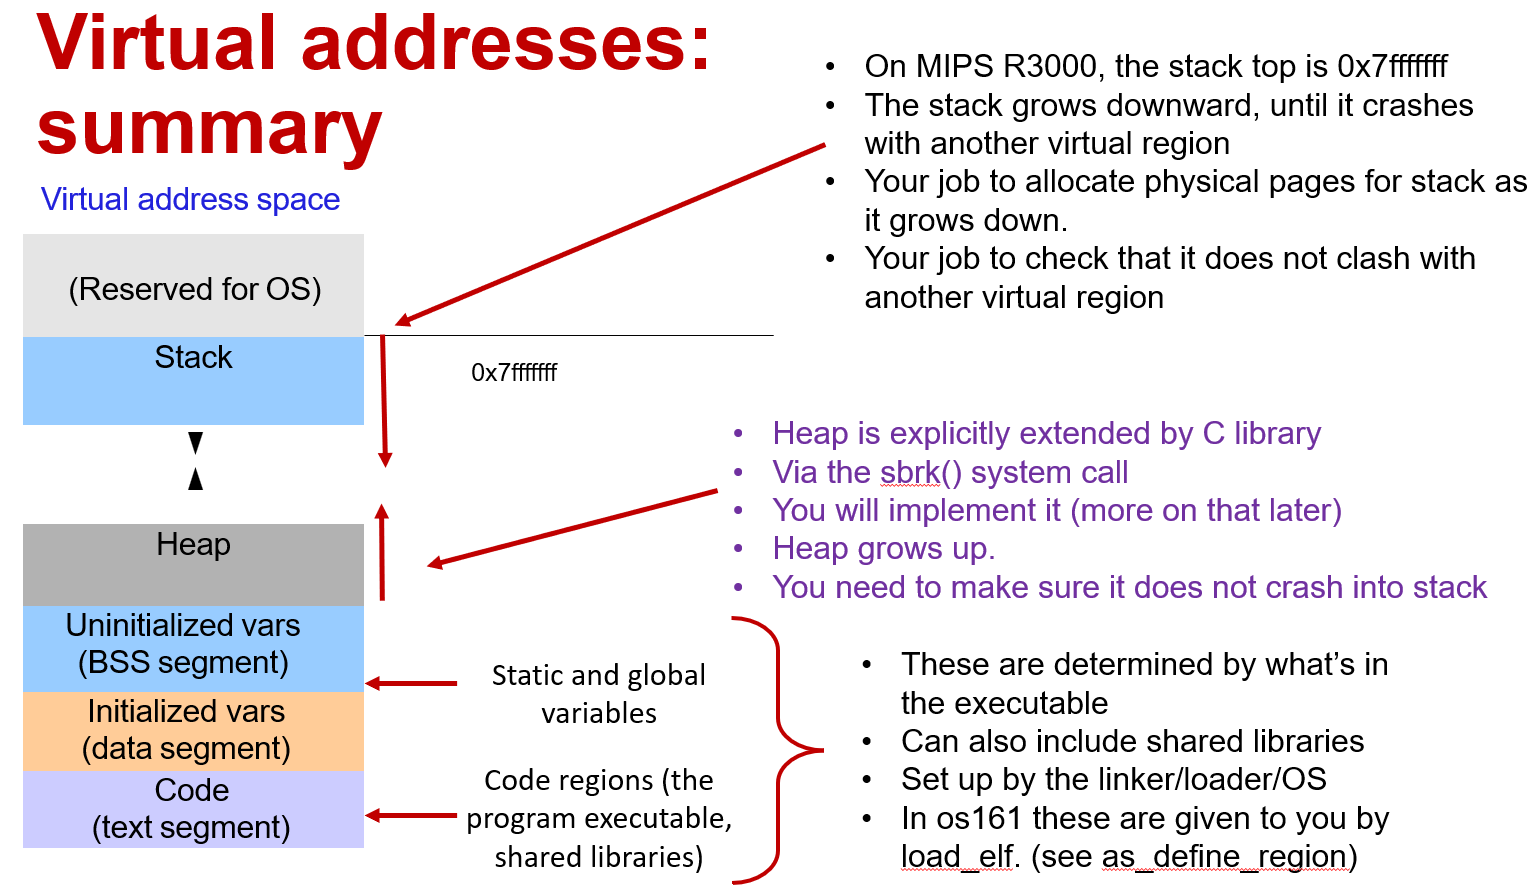 Virtual addresses:
summary
Virtual address space
(Reserved for OS)
Stack
0x7fffffff
Heap
Uninitialized vars
(BSS segment)
Initialized vars
(data segment)
Code
(text segment)
• On MIPS R3000, the stack top is 0x7fffffff
• The stack grows downward, until it crashes
with another virtual region
• Your job to allocate physical pages for stack as
it grows down.
• Your job to check that it does not clash with
another virtual region
• Heap is explicitly extended by C library
• Via the sbrk() system call
• You will implement it (more on that later)
• Heap grows up.
• You need to make sure it does not crash into stack
Static and global
variables
Code regions (the
program executable,
shared libraries)
• These are determined by what’s in
the executable
• Can also include shared libraries
• Set up by the linker/loader/OS
• In os161 these are given to you by
load_elf. (see as_define_region)